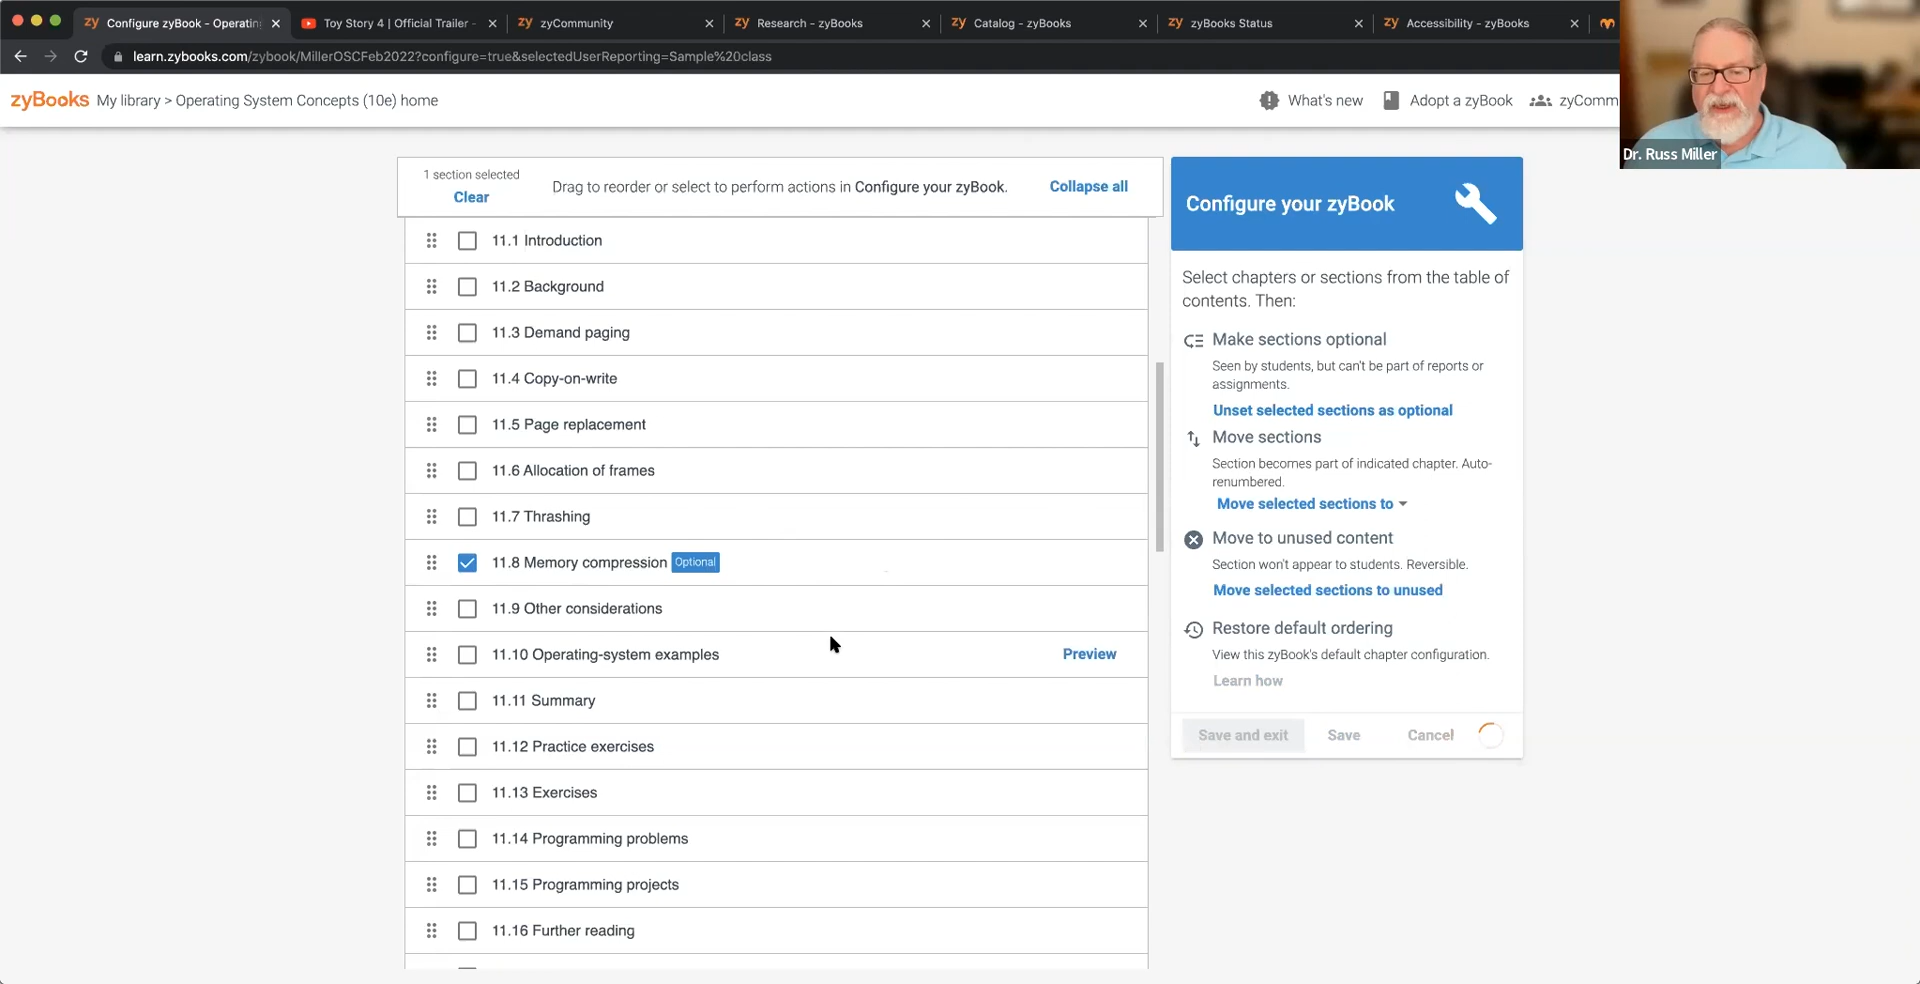 Configure zyBook - Operatin
Toy Story 4 | Official Trailer -
zy zyCommunity
zy Research - zyBooks
zy Catalog - zyBooks
zy zyBooks Status
zy Accessibility - zyBooks
learn.zybooks.com/zybook/MillerOSCFeb2022?configure=true&selectedUserReporting=Sample%20class
zyBooks My library > Operating System Concepts (10e) home
What's new
Adopt a zyBook
zyComm
Dr. Russ Miller
1 section selected
Clear
Drag to reorder or select to perform actions in Configure your zyBook.
Collapse all
11.1 Introduction
11.2 Background
11.3 Demand paging
11.4 Copy-on-write
11.5 Page replacement
11.6 Allocation of frames
11.7 Thrashing
11.8 Memory compression Optional
11.9 Other considerations
11.10 Operating-system examples Preview
11.11 Summary
11.12 Practice exercises
11.13 Exercises
11.14 Programming problems
11.15 Programming projects
11.16 Further reading
Configure your zyBook
Select chapters or sections from the table of
contents. Then:
Make sections optional
Seen by students, but can't be part of reports or
assignments.
Unset selected sections as optional
Move sections
Section becomes part of indicated chapter. Auto-
renumbered.
Move selected sections to
Move to unused content
Section won't appear to students. Reversible.
Move selected sections to unused
Restore default ordering
View this zyBook's default chapter configuration.
Learn how
Save and exit Save Cancel